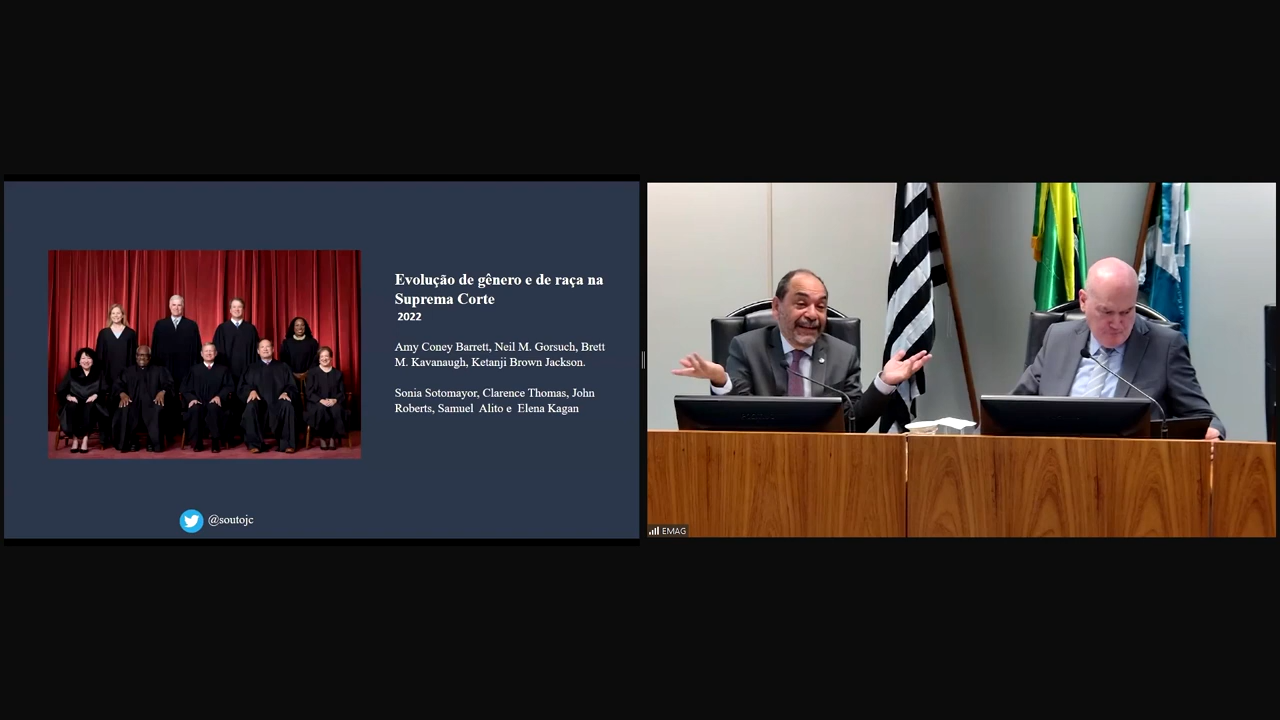 Evolução de gênero e de raça na
Suprema Corte
2022
Amy Coney Barrett, Neil M. Gorsuch, Brett
M. Kavanaugh, Ketanji Brown Jackson.
Sonia Sotomayor, Clarence Thomas, John
Roberts, Samuel Alito e Elena Kagan
@soutojc
EMAG